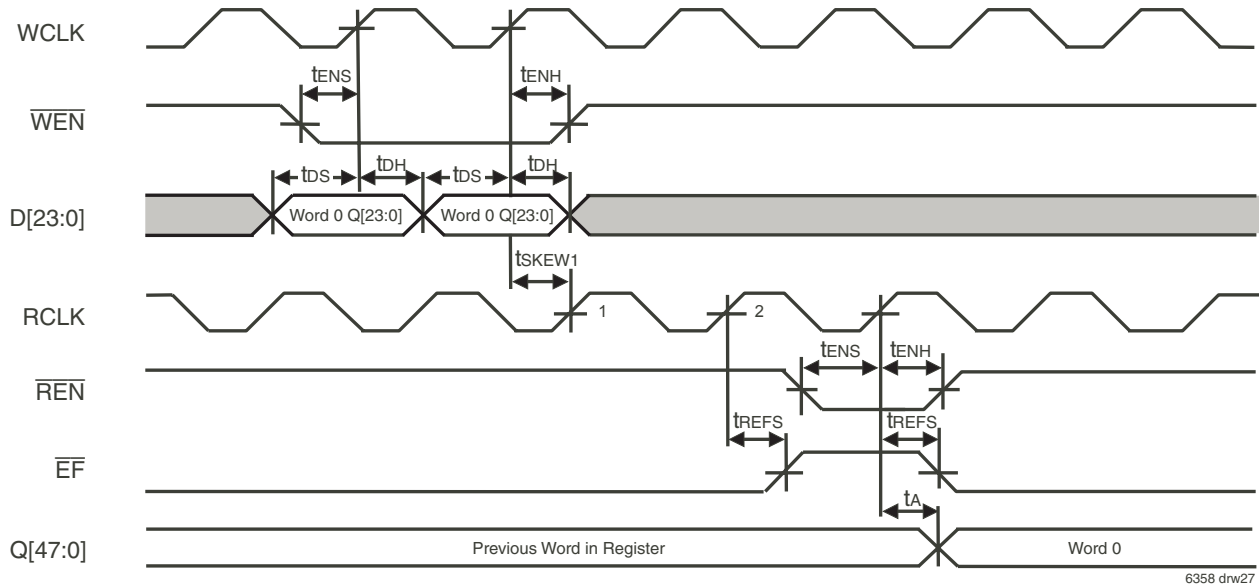 WCLK
tENS tENH
WEN
tDS tDH tDS tDH
D[23:0] Word 0 Q[23:0] Word 0 Q[23:0]
tSKEW1
RCLK 1 2
tENS tENH
REN
tREFS tREFS
EF
tA
Q[47:0] Previous Word in Register Word 0
6358 drw27